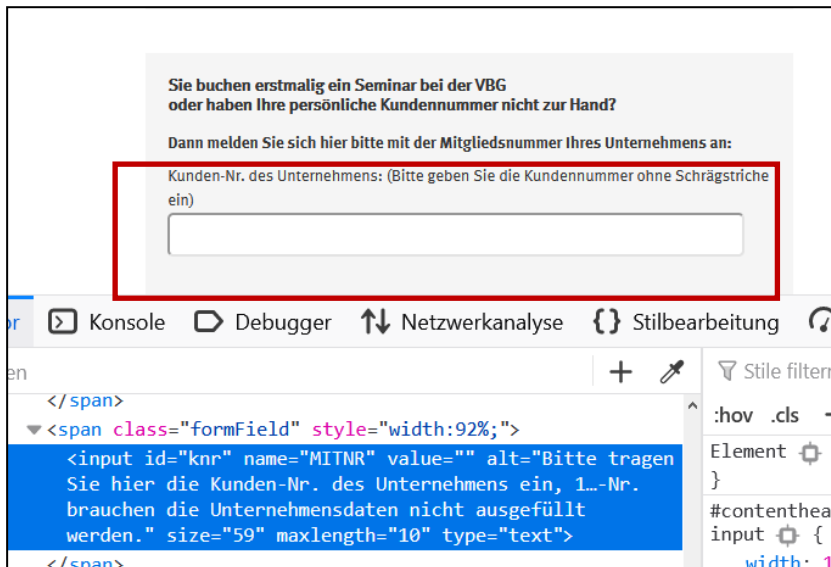 Sie buchen erstmalig ein Seminar bei der VBG
oder haben Ihre persönliche Kundennummer nicht zur Hand?
Dann melden Sie sich hier bitte mit der Mitgliedsnummer Ihres Unternehmens an:
Kunden-Nr. des Unternehmens: (Bitte geben Sie die Kundennummer ohne Schrägstriche
ein)
Konsole Debugger Netzwerkanalyse {} Stilbearbeitung
+ Stile filtern
</span>
:hov .cls
<span class="formField" style="width:92%;">
<input id="knr" name="MITNR" value="" alt="Bitte tragen
Sie hier die Kunden-Nr. des Unternehmens ein, 1…-Nr.
brauchen die Unternehmensdaten nicht ausgefüllt
werden." size="59" maxlength="10" type="text">
</span>
Element {
}
#contenthea
input {
width: 1